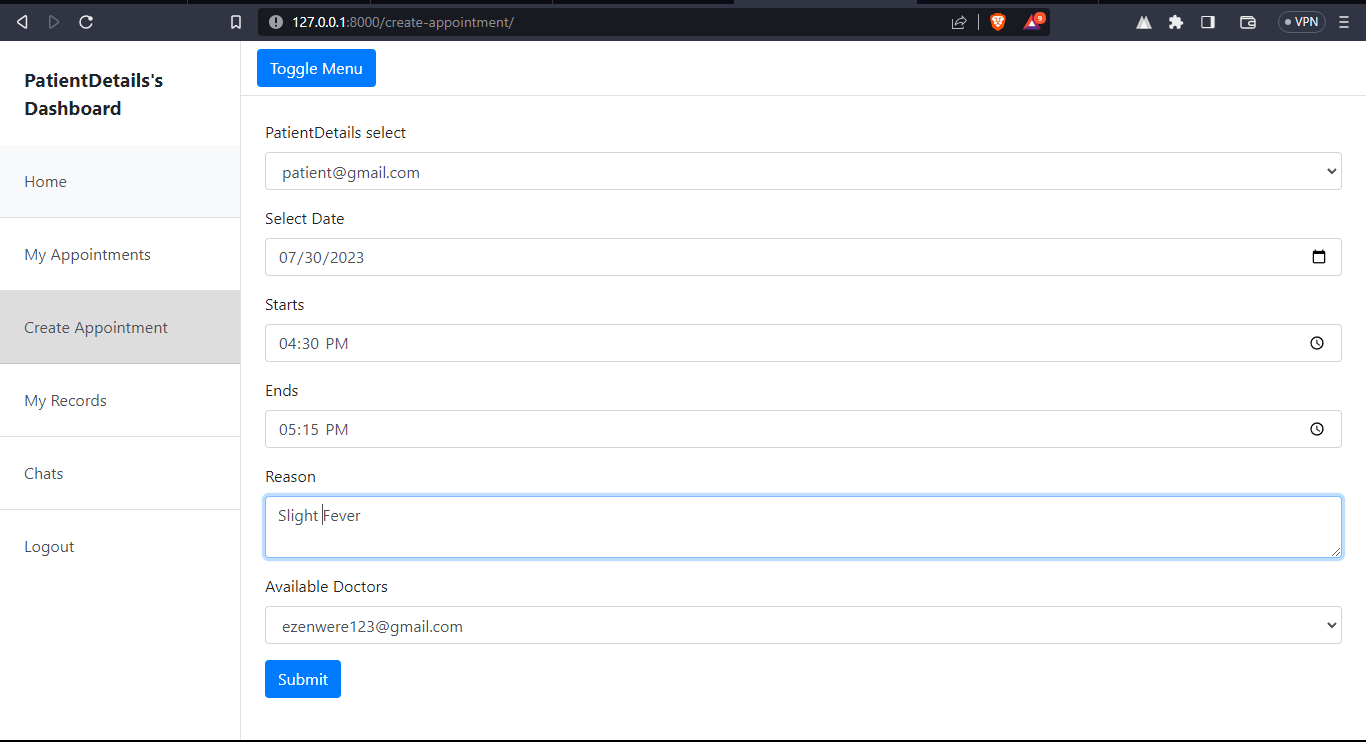 127.0.0.1:8000/create-appointment/
9
VPN
PatientDetails's
Dashboard
Home
My Appointments
Create Appointment
My Records
Chats
Logout
Toggle Menu
PatientDetails select
patient@gmail.com
Select Date
07/30/2023
Starts
04:30 PM
Ends
05:15 PM
Reason
Slight Fever
Available Doctors
ezenwere123@gmail.com
Submit